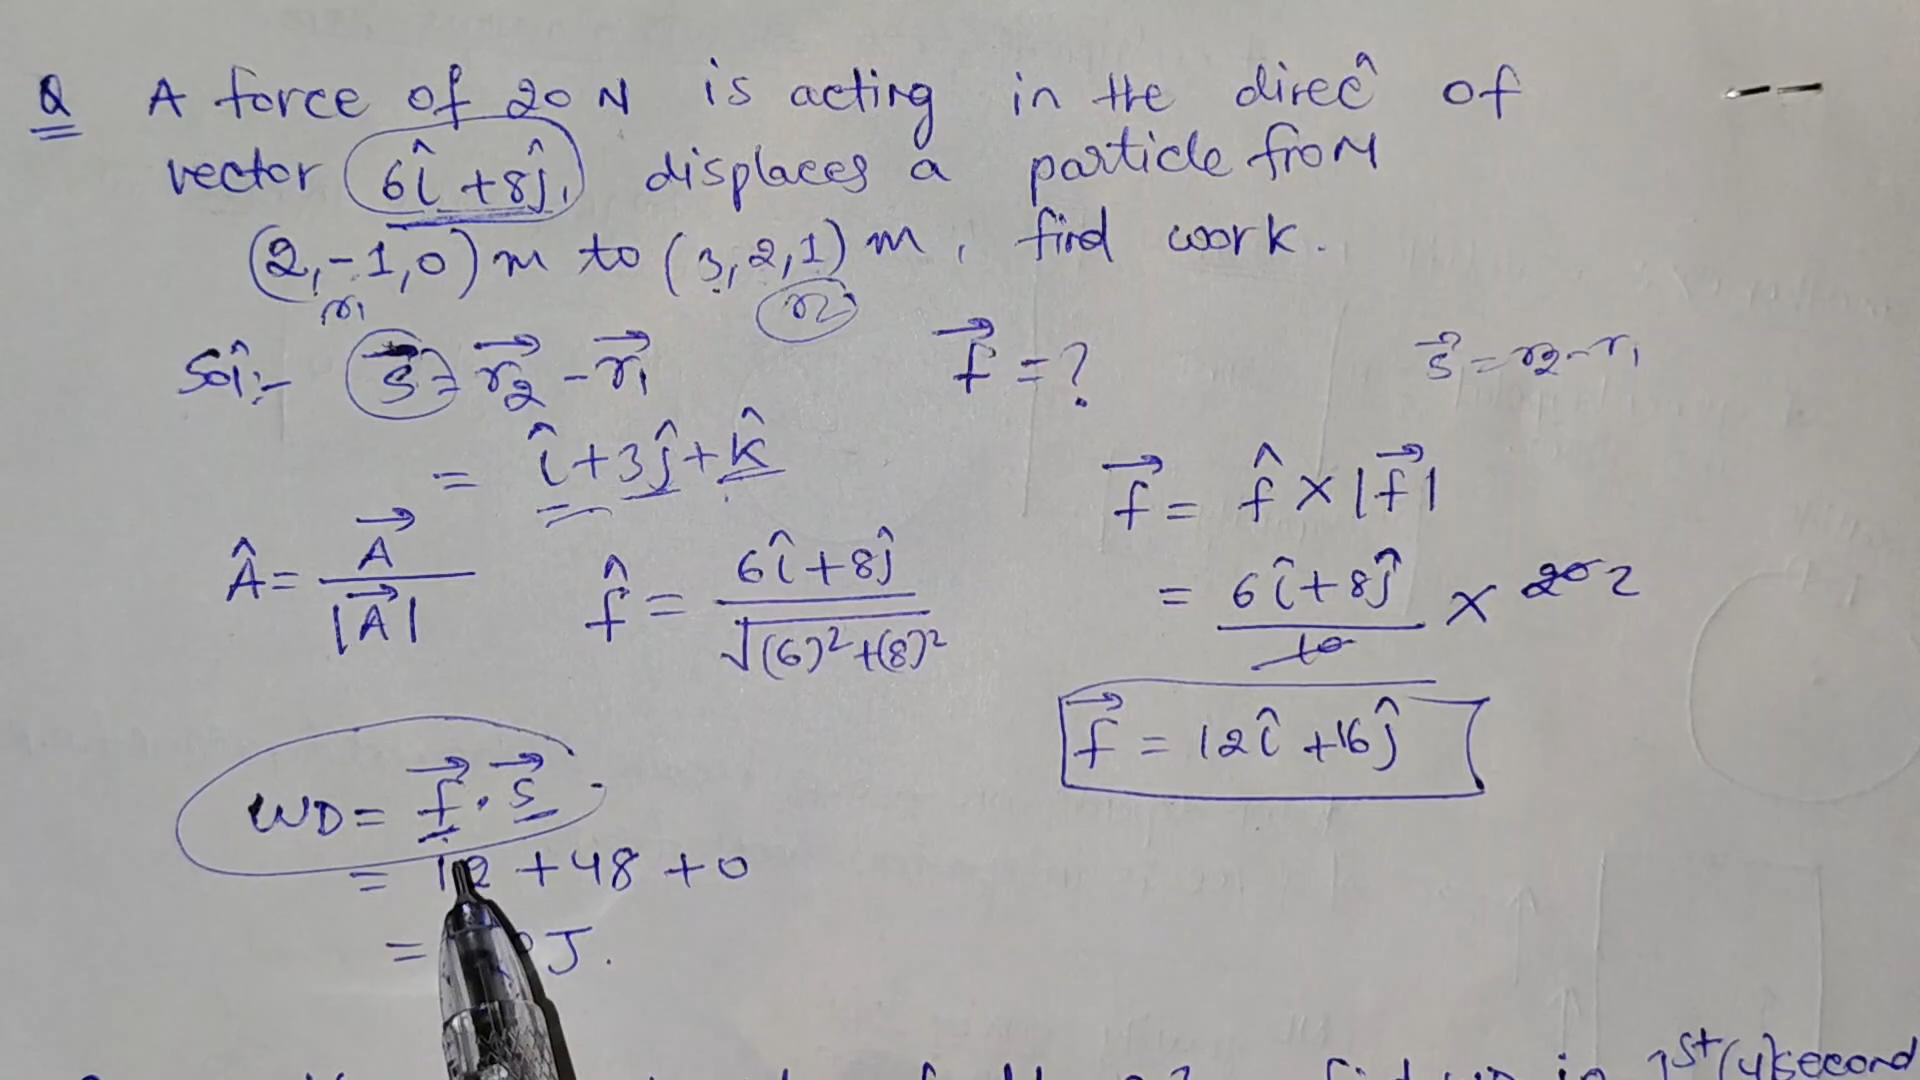 Q A force of 20 N is acting in the direcⁿ of
vector 6î + 8ĵ, displaces a particle from
(2,-1,0) m to (3,2,1) m, find work.
r1 r2
Solⁿ:- s⃗ = r⃗2 - r⃗1 f⃗ = ? s⃗ = r2 - r1
= î + 3ĵ + k̂
f⃗ = f̂ × |f⃗|
Â = A⃗ / |A⃗| f̂ = 6î + 8ĵ / √(6)² + (8)²
= 6î + 8ĵ / 10 × 20 2
f⃗ = 12î + 16ĵ
WD = f⃗ . s⃗
= 12 + 48 + 0
= J.
in 1st (4) second